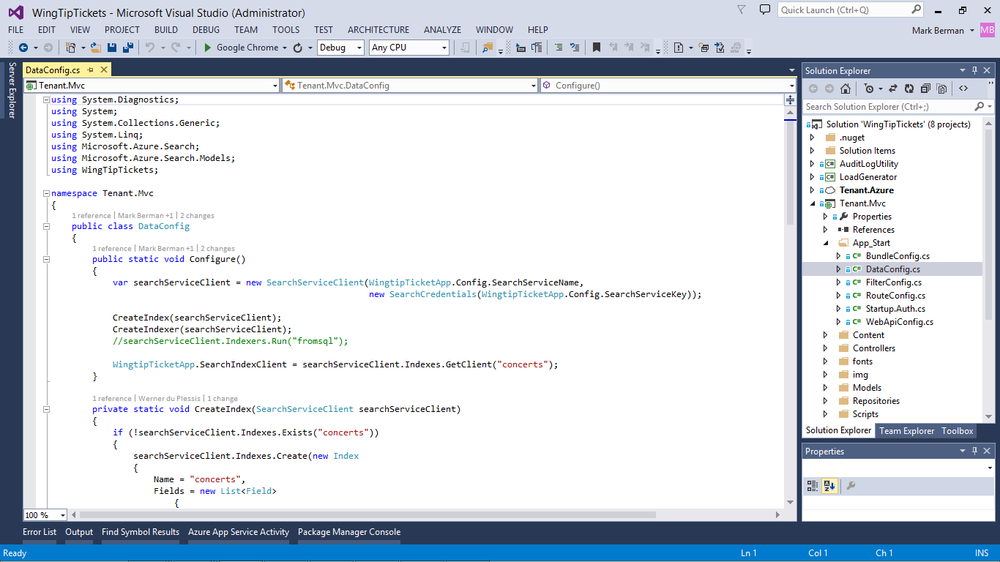 WingTipTickets - Microsoft Visual Studio (Administrator)
Quick Launch (Ctrl+Q)
FILE EDIT VIEW PROJECT BUILD DEBUG TEAM TOOLS TEST ARCHITECTURE ANALYZE WINDOW HELP
Mark Berman MB
Google Chrome Debug Any CPU
Server Explorer
DataConfig.cs
Tenant.Mvc Tenant.Mvc.DataConfig Configure()
using System.Diagnostics;
using System;
using System.Collections.Generic;
using System.Linq;
using Microsoft.Azure.Search;
using Microsoft.Azure.Search.Models;
using WingTipTickets;
namespace Tenant.Mvc
{
1 reference | Mark Berman +1 | 2 changes
public class DataConfig
{
1 reference | Mark Berman +1 | 2 changes
public static void Configure()
{
var searchServiceClient = new SearchServiceClient(WingtipTicketApp.Config.SearchServiceName,
new SearchCredentials(WingtipTicketApp.Config.SearchServiceKey));
CreateIndex(searchServiceClient);
CreateIndexer(searchServiceClient);
//searchServiceClient.Indexers.Run("fromsql");
WingtipTicketApp.SearchIndexClient = searchServiceClient.Indexes.GetClient("concerts");
}
1 reference | Werner du Plessis | 1 change
private static void CreateIndex(SearchServiceClient searchServiceClient)
{
if (!searchServiceClient.Indexes.Exists("concerts"))
{
searchServiceClient.Indexes.Create(new Index
{
Name = "concerts",
Fields = new List<Field>
{
100 %
Solution Explorer
Search Solution Explorer (Ctrl+;)
Solution 'WingTipTickets' (8 projects)
.nuget
Solution Items
C# AuditLogUtility
C# LoadGenerator
Tenant.Azure
Tenant.Mvc
Properties
References
App_Start
C# BundleConfig.cs
C# DataConfig.cs
C# FilterConfig.cs
C# RouteConfig.cs
C# Startup.Auth.cs
C# WebApiConfig.cs
Content
Controllers
fonts
img
Models
Repositories
Scripts
Solution Explorer Team Explorer Toolbox
Properties
Error List Output Find Symbol Results Azure App Service Activity Package Manager Console
Ready Ln 1 Col 1 Ch 1 INS